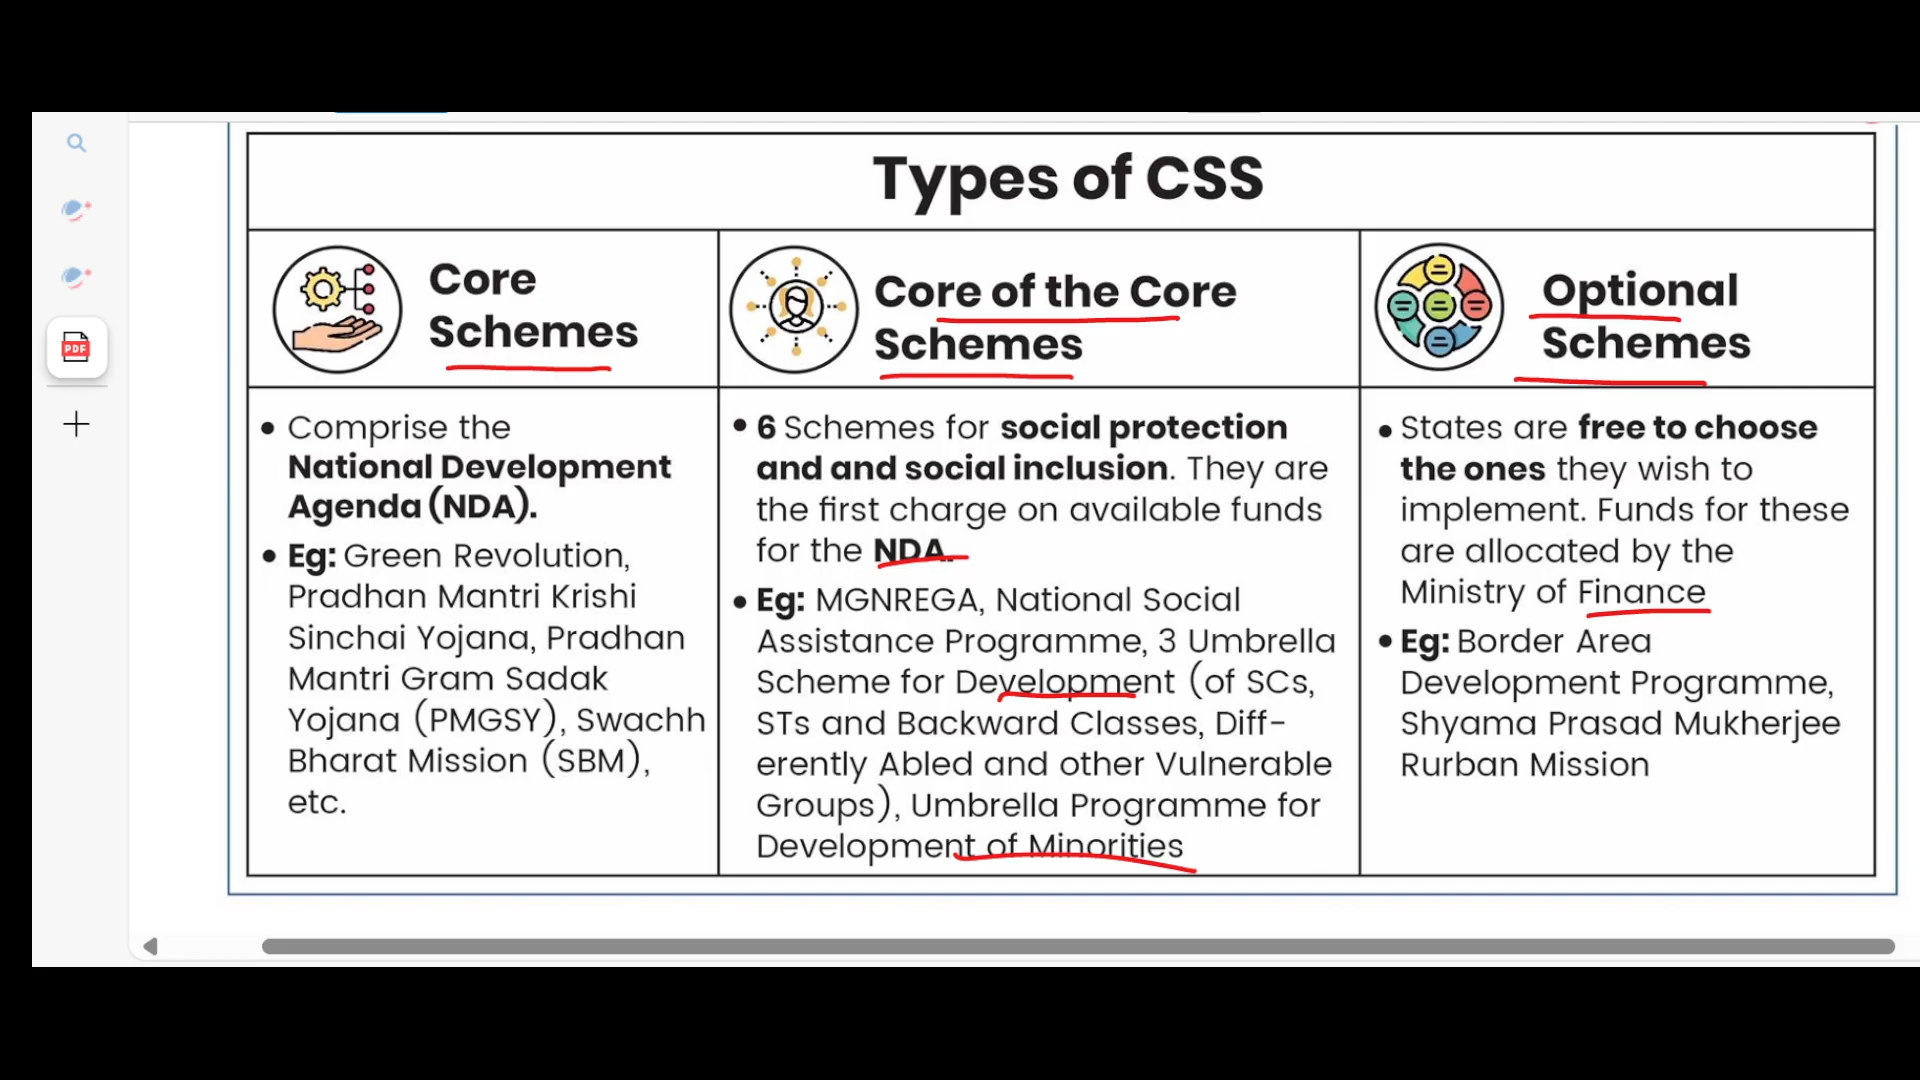 Types of CSS
Core
Schemes
Core of the Core
Schemes
Optional
Schemes
• Comprise the
National Development
Agenda (NDA).
• Eg: Green Revolution,
Pradhan Mantri Krishi
Sinchai Yojana, Pradhan
Mantri Gram Sadak
Yojana (PMGSY), Swachh
Bharat Mission (SBM),
etc.
• 6 Schemes for social protection
and and social inclusion. They are
the first charge on available funds
for the NDA.
• Eg: MGNREGA, National Social
Assistance Programme, 3 Umbrella
Scheme for Development (of SCs,
STs and Backward Classes, Diff-
erently Abled and other Vulnerable
Groups), Umbrella Programme for
Development of Minorities
• States are free to choose
the ones they wish to
implement. Funds for these
are allocated by the
Ministry of Finance
• Eg: Border Area
Development Programme,
Shyama Prasad Mukherjee
Rurban Mission
PDF